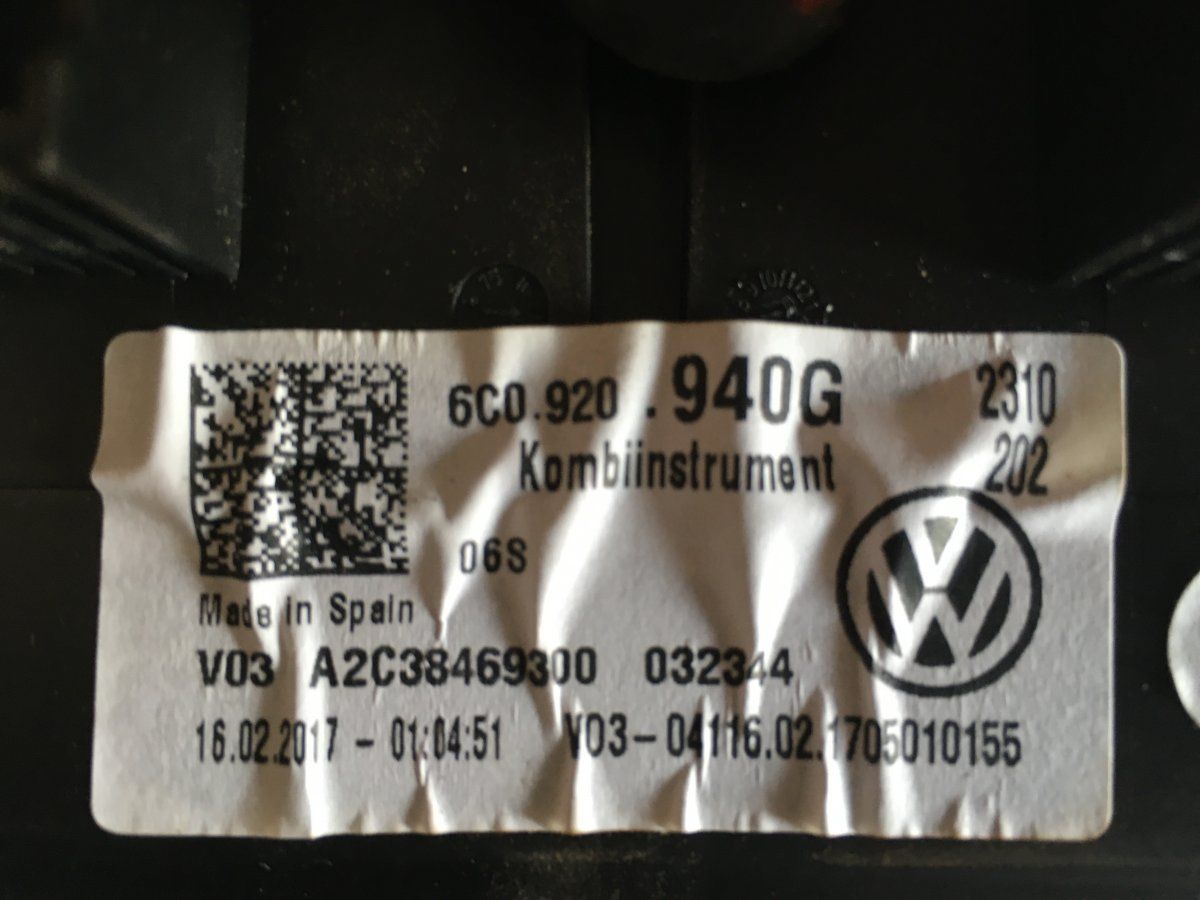 6C0.920 .940G 2310
Kombiinstrument 202
06S
Made in Spain
V03 A2C38469300 032344
16.02.2017 - 01:04:51 V03-04116.02.1705010155